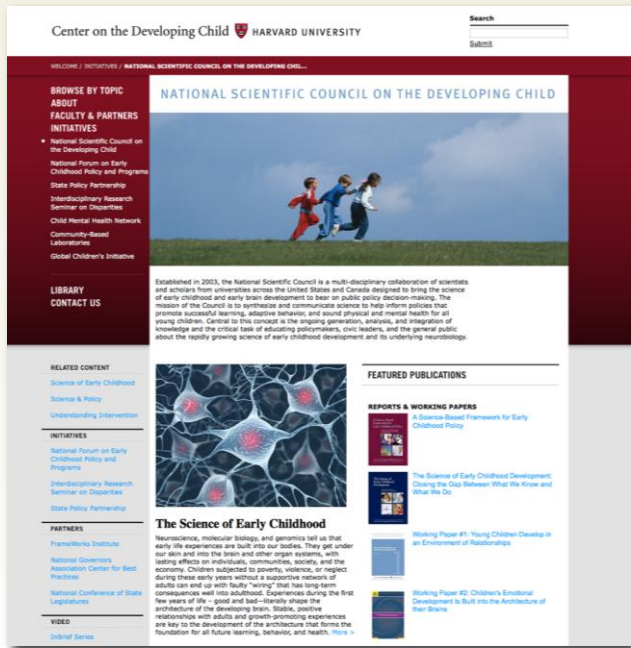 Center on the Developing Child HARVARD UNIVERSITY
Search
Submit
WELCOME / INITIATIVES / NATIONAL SCIENTIFIC COUNCIL ON THE DEVELOPING CHIL...
BROWSE BY TOPIC
ABOUT
FACULTY & PARTNERS
INITIATIVES
National Scientific Council on
the Developing Child
National Forum on Early
Childhood Policy and Programs
State Policy Partnership
Interdisciplinary Research
Seminar on Disparities
Child Mental Health Network
Community-Based
Laboratories
Global Children's Initiative
LIBRARY
CONTACT US
NATIONAL SCIENTIFIC COUNCIL ON THE DEVELOPING CHILD
Established in 2003, the National Scientific Council is a multi-disciplinary collaboration of scientists
and scholars from universities across the United States and Canada designed to bring the science
of early childhood and early brain development to bear on public policy decision-making. The
mission of the Council is to synthesize and communicate science to help inform policies that
promote successful learning, adaptive behavior, and sound physical and mental health for all
young children. Central to this concept is the ongoing generation, analysis, and integration of
knowledge and the critical task of educating policymakers, civic leaders, and the general public
about the rapidly growing science of early childhood development and its underlying neurobiology.
RELATED CONTENT
Science of Early Childhood
Science & Policy
Understanding Intervention
INITIATIVES
National Forum on Early
Childhood Policy and
Programs
Interdisciplinary Research
Seminar on Disparities
State Policy Partnership
PARTNERS
FrameWorks Institute
National Governors
Association Center for Best
Practices
National Conference of State
Legislatures
VIDEO
InBrief Series
The Science of Early Childhood
Neuroscience, molecular biology, and genomics tell us that
early life experiences are built into our bodies. They get under
our skin and into the brain and other organ systems, with
lasting effects on individuals, communities, society, and the
economy. Children subjected to poverty, violence, or neglect
during these early years without a supportive network of
adults can end up with faulty "wiring" that has long-term
consequences well into adulthood. Experiences during the first
few years of life – good and bad—literally shape the
architecture of the developing brain. Stable, positive
relationships with adults and growth-promoting experiences
are key to the development of the architecture that forms the
foundation for all future learning, behavior, and health. More >
FEATURED PUBLICATIONS
REPORTS & WORKING PAPERS
A Science-Based Framework for Early
Childhood Policy
The Science of Early Childhood Development:
Closing the Gap Between What We Know and
What We Do
Working Paper #1: Young Children Develop in
an Environment of Relationships
Working Paper #2: Children's Emotional
Development Is Built into the Architecture of
their Brains